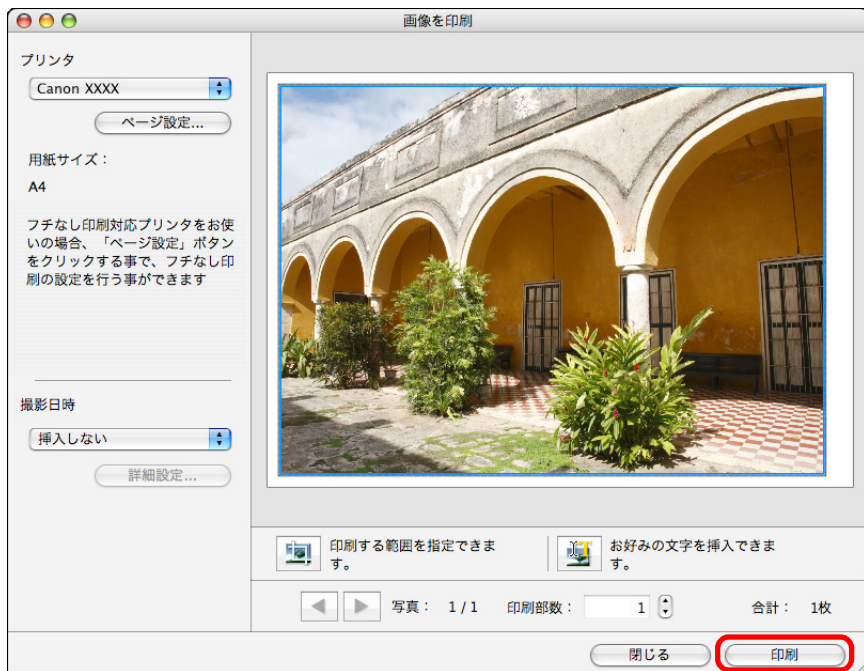 画像を印刷
プリンタ
Canon XXXX
ページ設定...
用紙サイズ：
A4
フチなし印刷対応プリンタをお使
いの場合、「ページ設定」ボタン
をクリックする事で、フチなし印
刷の設定を行う事ができます
撮影日時
挿入しない
詳細設定...
印刷する範囲を指定できま
す。
お好みの文字を挿入できま
す。
写真： 1 / 1 印刷部数： 1 合計： 1枚
閉じる 印刷